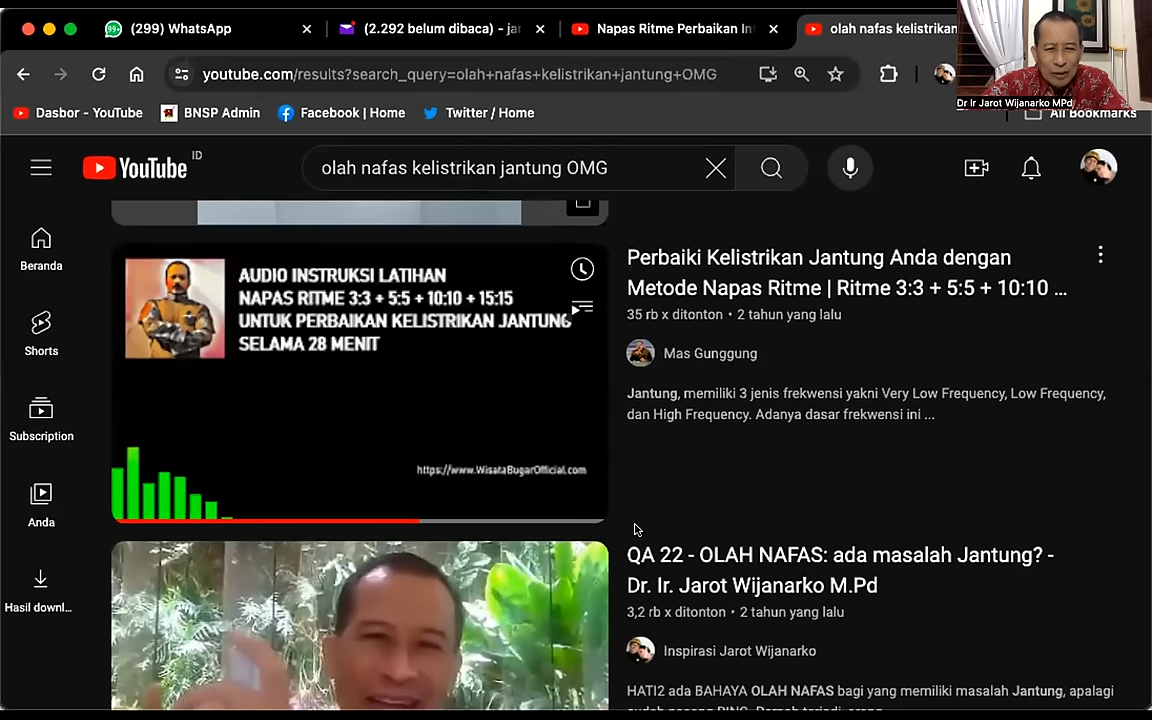 (299) WhatsApp
(2.292 belum dibaca) - jar
Napas Ritme Perbaikan In
olah nafas kelistrikan
youtube.com/results?search_query=olah+nafas+kelistrikan+jantung+OMG
Dr Ir Jarot Wijanarko MPd
Dasbor - YouTube
BNSP Admin
Facebook | Home
Twitter / Home
All Bookmarks
YouTube ID
olah nafas kelistrikan jantung OMG
Beranda
Shorts
Subscription
Anda
Hasil downl...
AUDIO INSTRUKSI LATIHAN
NAPAS RITME 3:3 + 5:5 + 10:10 + 15:15
UNTUK PERBAIKAN KELISTRIKAN JANTUNG
SELAMA 28 MENIT
https://www.WisataBugarOfficial.com
Perbaiki Kelistrikan Jantung Anda dengan
Metode Napas Ritme | Ritme 3:3 + 5:5 + 10:10 ...
35 rb x ditonton • 2 tahun yang lalu
Mas Gunggung
Jantung, memiliki 3 jenis frekwensi yakni Very Low Frequency, Low Frequency,
dan High Frequency. Adanya dasar frekwensi ini ...
QA 22 - OLAH NAFAS: ada masalah Jantung? -
Dr. Ir. Jarot Wijanarko M.Pd
3,2 rb x ditonton • 2 tahun yang lalu
Inspirasi Jarot Wijanarko
HATI2 ada BAHAYA OLAH NAFAS bagi yang memiliki masalah Jantung, apalagi